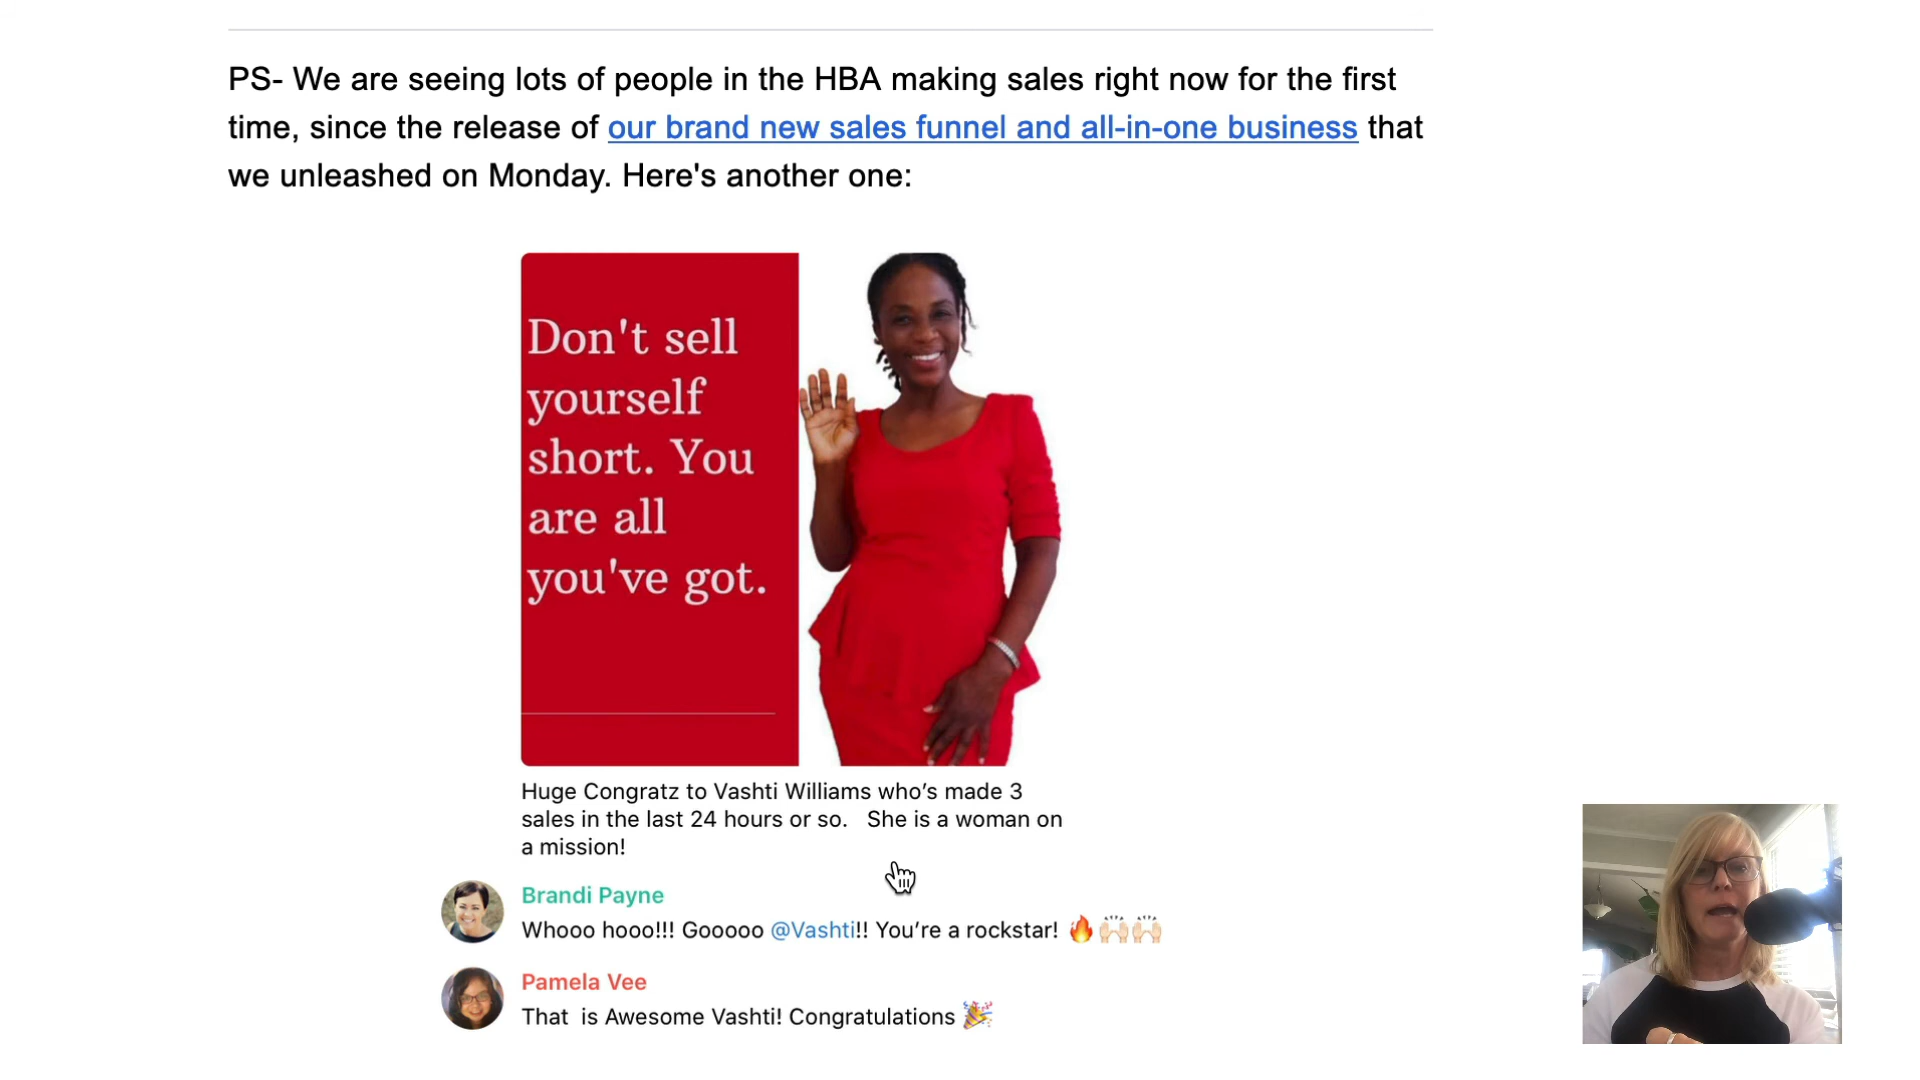 PS- We are seeing lots of people in the HBA making sales right now for the first
time, since the release of our brand new sales funnel and all-in-one business that
we unleashed on Monday. Here's another one:
Don't sell
yourself
short. You
are all
you've got.
Huge Congratz to Vashti Williams who’s made 3
sales in the last 24 hours or so.   She is a woman on
a mission!
Brandi Payne
Whooo hooo!!! Gooooo @Vashti!! You’re a rockstar! 🔥🙌🏻🙌🏻
Pamela Vee
That  is Awesome Vashti! Congratulations 🎉